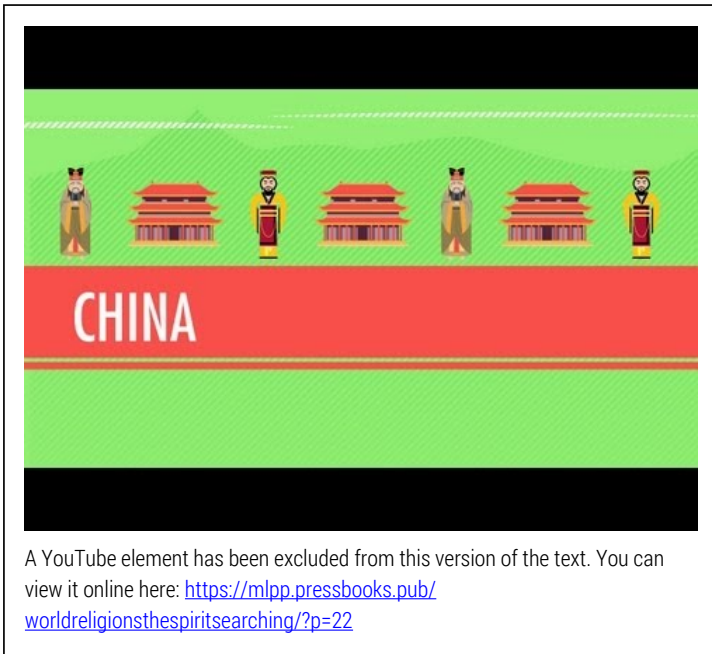 CHINA
A YouTube element has been excluded from this version of the text. You can
view it online here: https://mlpp.pressbooks.pub/
worldreligionsthespiritsearching/?p=22